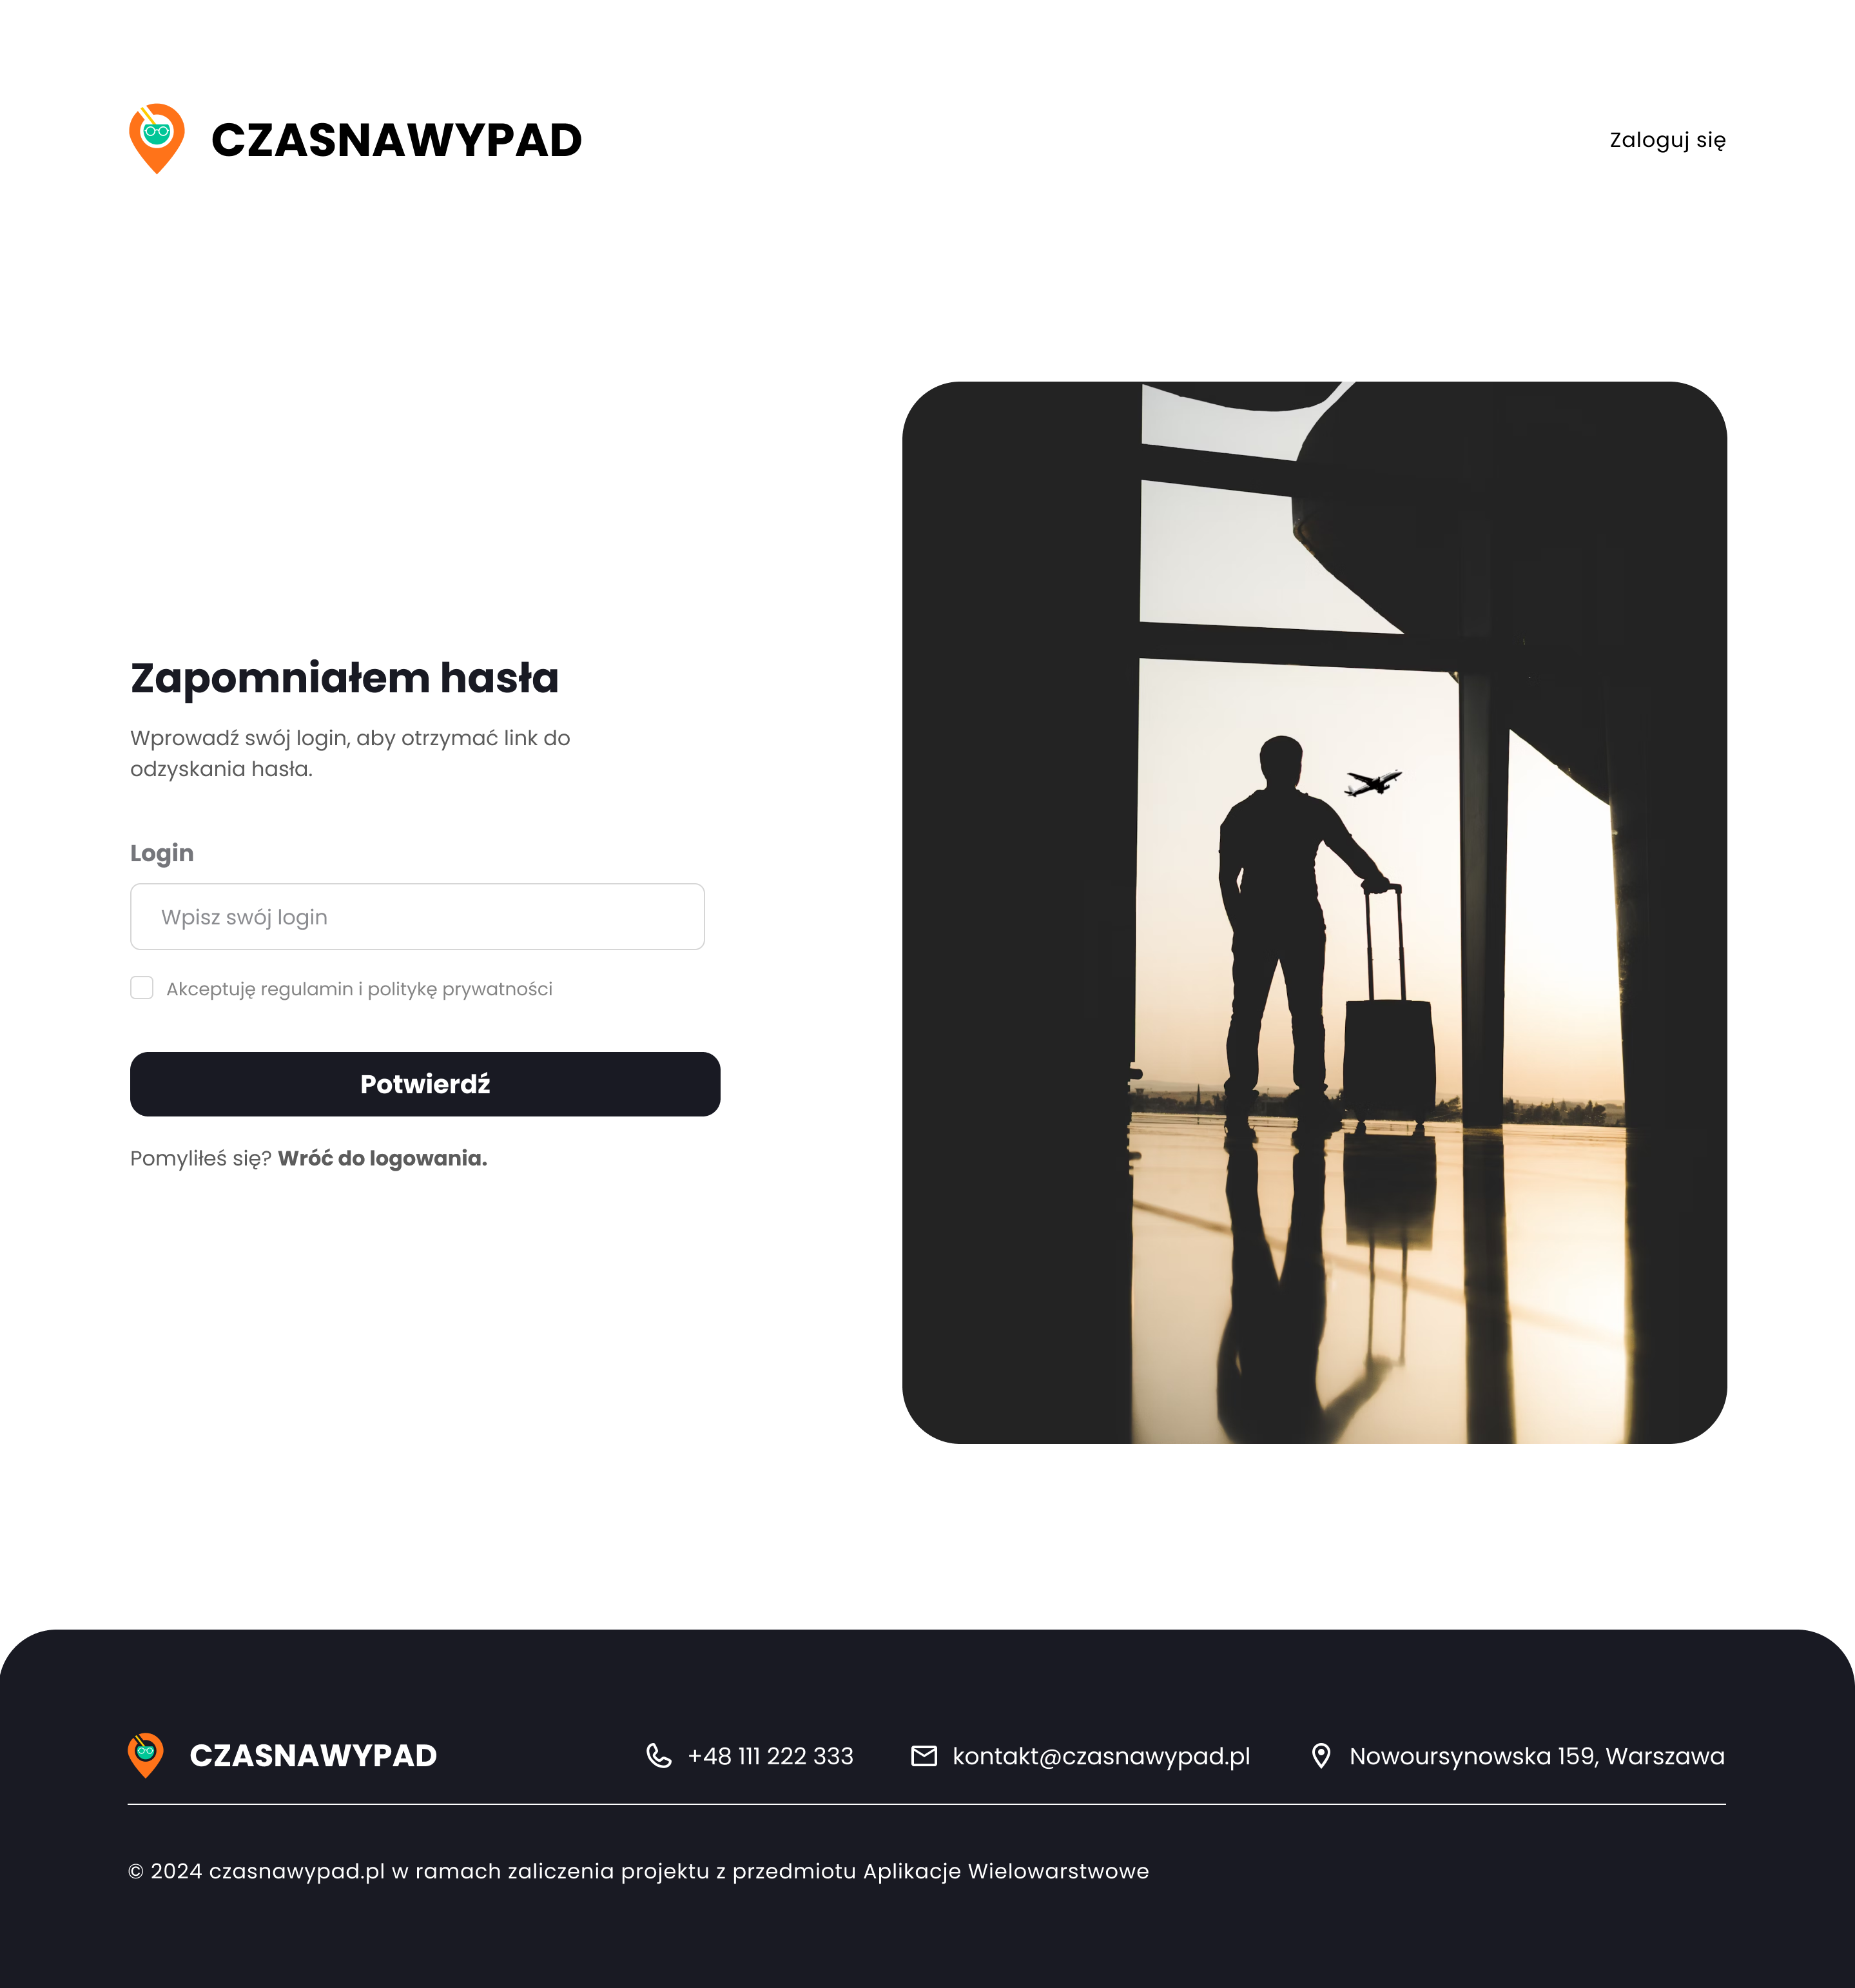 CZASNAWYPAD
Zaloguj się
Zapomniałem hasła
Wprowadź swój login, aby otrzymać link do
odzyskania hasła.
Login
Wpisz swój login
Akceptuję regulamin i politykę prywatności
Potwierdź
Pomyliłeś się? Wróć do logowania.
CZASNAWYPAD
+48 111 222 333
kontakt@czasnawypad.pl
Nowoursynowska 159, Warszawa
© 2024 czasnawypad.pl w ramach zaliczenia projektu z przedmiotu Aplikacje Wielowarstwowe